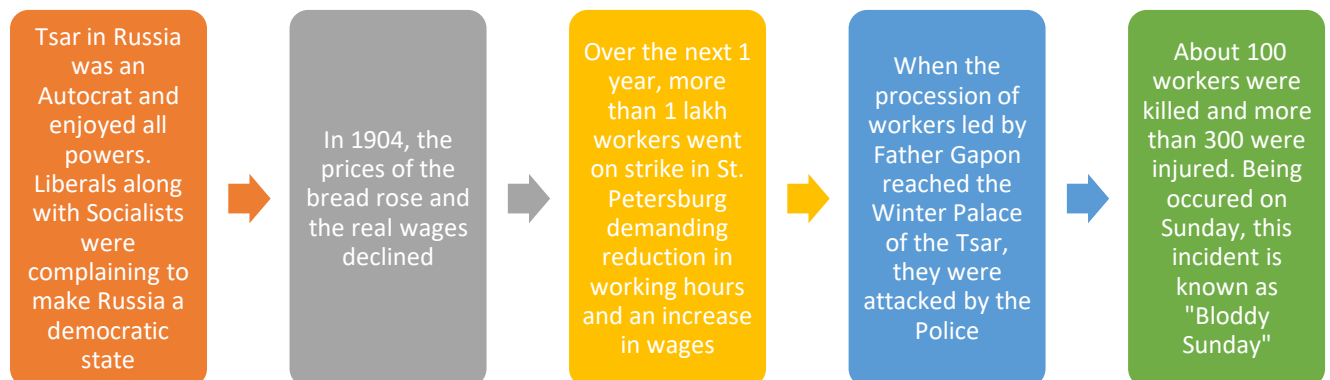 Tsar in Russia
was an
Autocrat and
enjoyed all
powers.
Liberals along
with Socialists
were
complaining to
make Russia a
democratic
state
In 1904, the
prices of the
bread rose and
the real wages
declined
Over the next 1
year, more
than 1 lakh
workers went
on strike in St.
Petersburg
demanding
reduction in
working hours
and an increase
in wages
When the
procession of
workers led by
Father Gapon
reached the
Winter Palace
of the Tsar,
they were
attacked by the
Police
About 100
workers were
killed and more
than 300 were
injured. Being
occured on
Sunday, this
incident is
known as
"Bloddy
Sunday"